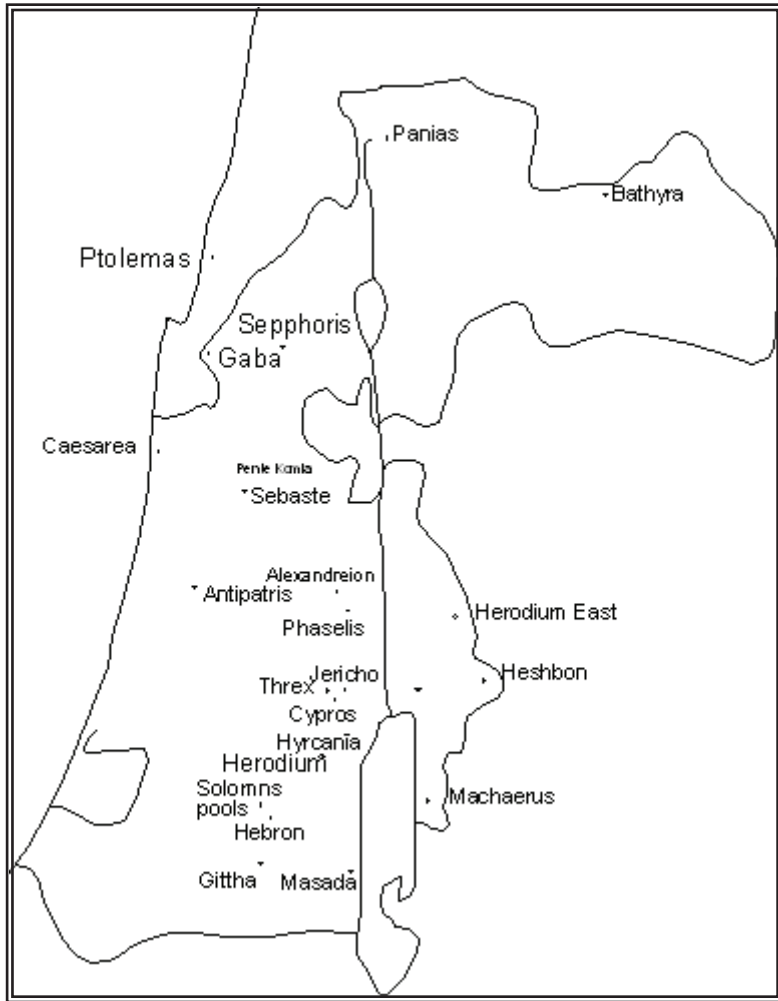 Panias
Bathyra
Ptolemas
Sepphoris
Gaba
Caesarea
Sebaste
Alexandreion
Antipatris
Phaselis
Herodium East
Jericho
Threx
Heshbon
Cypros
Hyrcania
Herodium
Solomns
pools
Machaerus
Hebron
Gittha
Masada